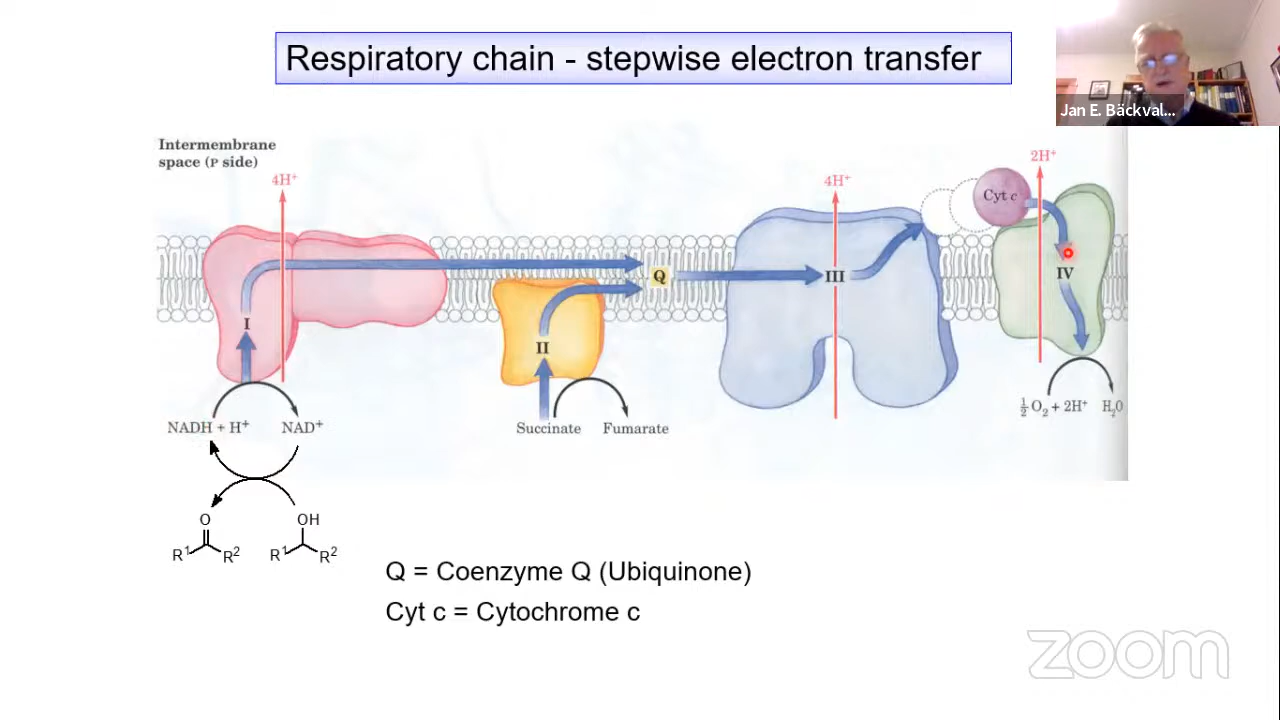 Respiratory chain - stepwise electron transfer
Jan E. Bäckval...
Intermembrane
space (P side)
4H⁺
4H⁺
2H⁺
Cyt c
Q
III
IV
I
II
NADH + H⁺
NAD⁺
Succinate
Fumarate
½ O₂ + 2H⁺
H₂O
O
OH
R¹
R²
R¹
R²
Q = Coenzyme Q (Ubiquinone)
Cyt c = Cytochrome c
zoom